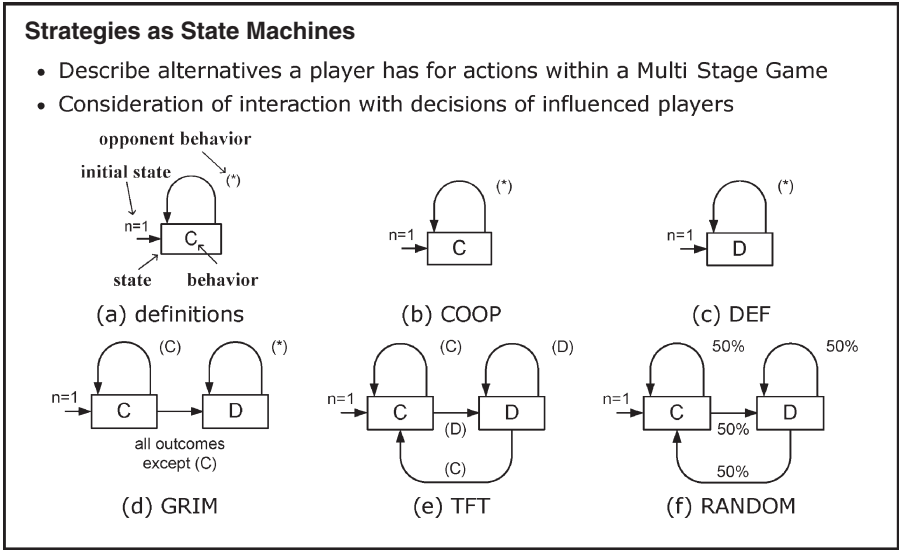 Strategies as State Machines
• Describe alternatives a player has for actions within a Multi Stage Game
• Consideration of interaction with decisions of influenced players
opponent behavior
initial state
(*)
n=1
C
state
behavior
(a) definitions
(*)
n=1
C
(b) COOP
(*)
n=1
D
(c) DEF
(C)
(*)
n=1
C
D
all outcomes
except (C)
(d) GRIM
(C)
(D)
n=1
C
D
(D)
(C)
(e) TFT
50%
50%
n=1
C
D
50%
50%
(f) RANDOM